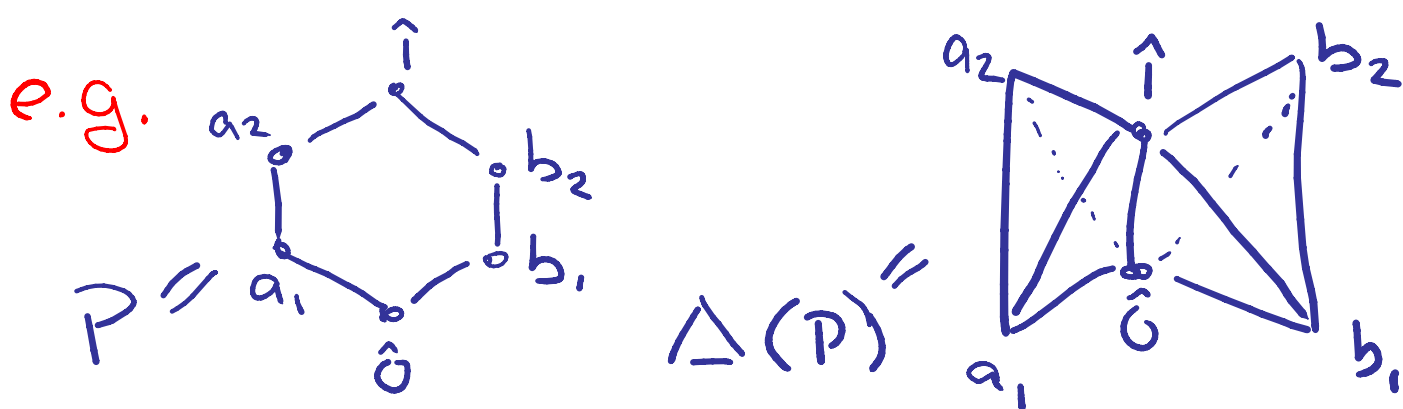 e.g.
1̂
a₂
b₂
a₁
b₁
0̂
P =
Δ(P) =
a₂
1̂
b₂
a₁
0̂
b₁